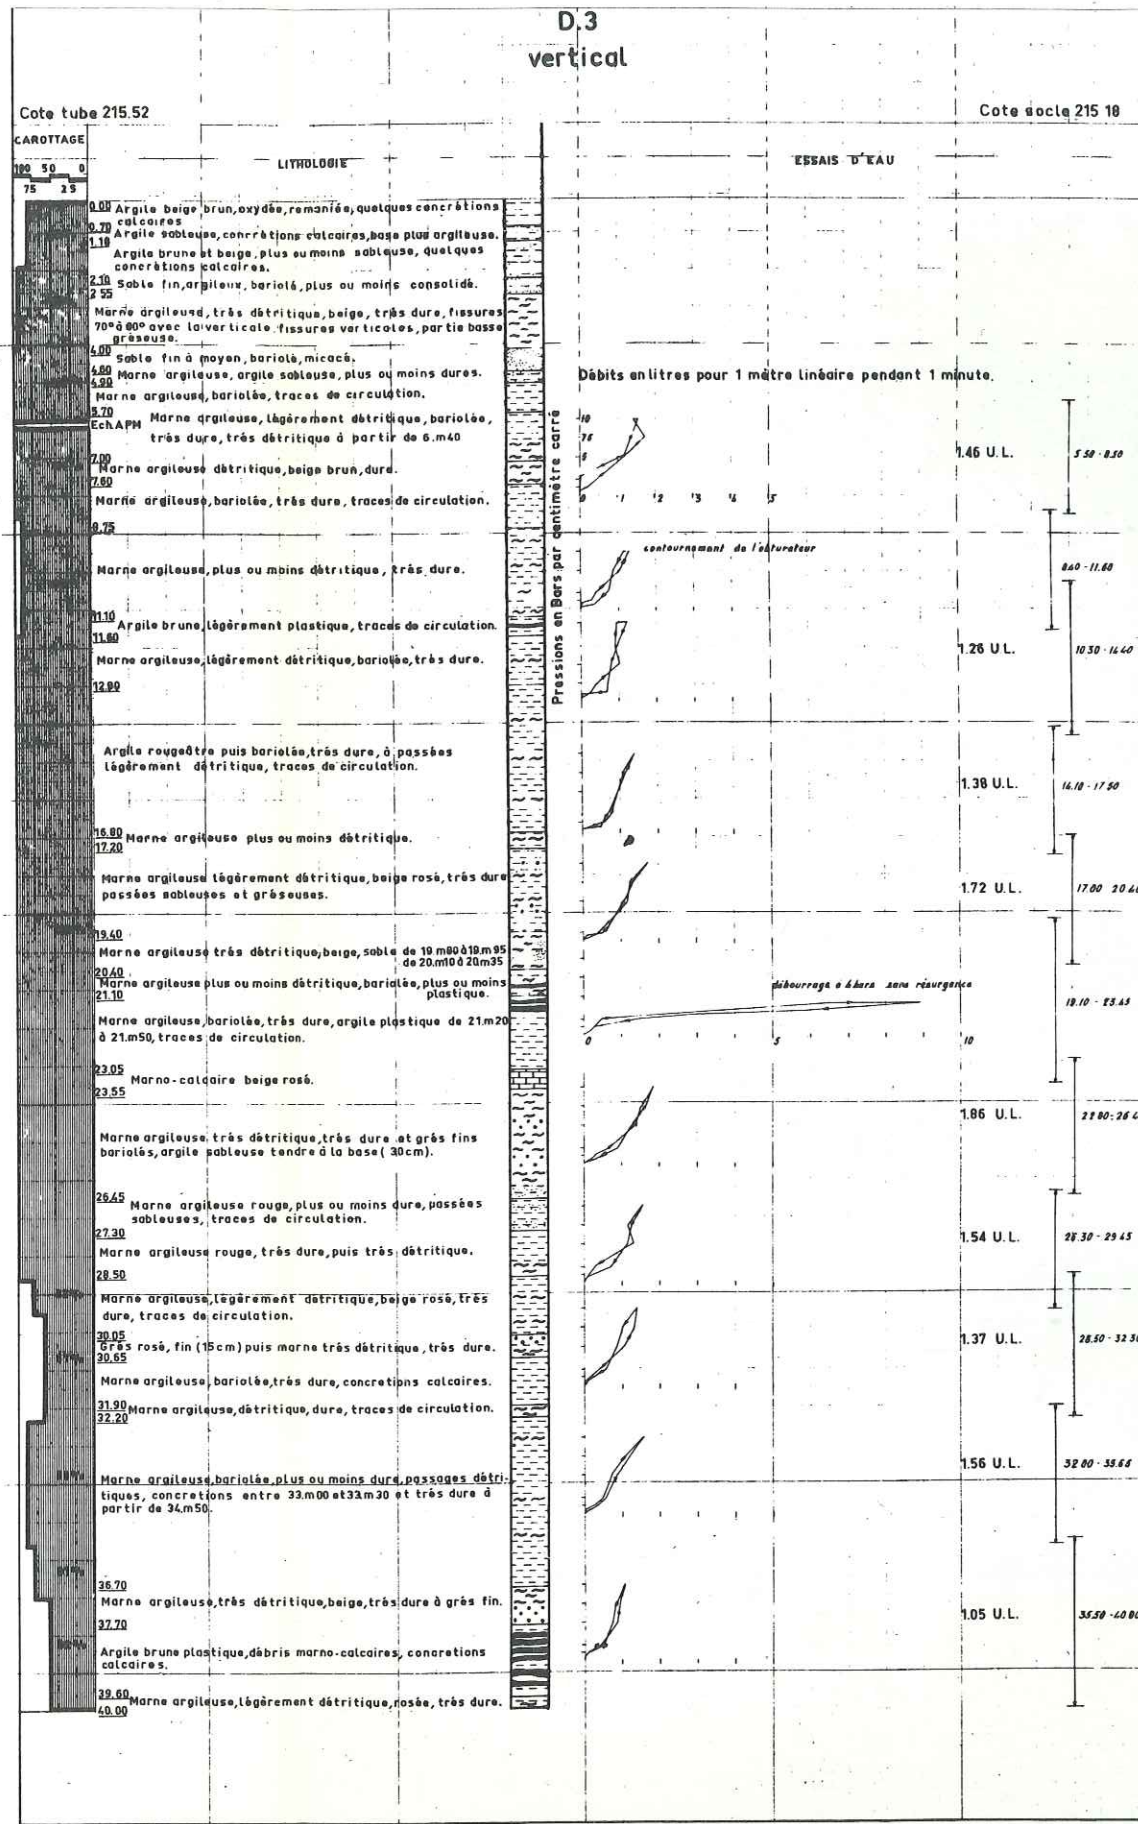 D.3
vertical
Cote tube 215.52
Cote socle 215 18
CAROTTAGE
LITHOLOGIE
ESSAIS D'EAU
100 50 0
75 25
0.00 Argile beige brun, oxydée, remaniée, quelques concrétions
calcaires
0.70 Argile sableuse, concrétions calcaires, base plus argileuse.
1.10
Argile brune et beige, plus ou moins sableuse, quelques
concrétions calcaires.
2.10 Sable fin, argileux, bariolé, plus ou moins consolidé.
2 55
Marne argileuse, très détritique, beige, très dure, fissures
70° à 80° avec la verticale, fissures verticales, partie basse
gréseuse.
4.00 Sable fin à moyen, bariolé, micacé.
4.60 Marne argileuse, argile sableuse, plus ou moins dures.
4.90
Marne argileuse, bariolée, traces de circulation.
5.70
Ech. APM Marne argileuse, légèrement détritique, bariolée,
très dure, très détritique à partir de 6.m40
7.00 Marne argileuse détritique, beige brun, dure.
7.60
Marne argileuse, bariolée, très dure, traces de circulation.
8.75
Marne argileuse, plus ou moins détritique, très dure.
11.10 Argile brune, légèrement plastique, traces de circulation.
11.60
Marne argileuse, légèrement détritique, bariolée, très dure.
12.90
Argile rougeâtre puis bariolée, très dure, à passées
légèrement détritique, traces de circulation.
16.80 Marne argileuse plus ou moins détritique.
17.20
Marne argileuse légèrement détritique, beige rosé, très dure
passées sableuses et gréseuses.
19.40
Marne argileuse très détritique, beige, sable de 19 m80 à 19.m95
de 20.m10 à 20m35
20.40
Marne argileuse plus ou moins détritique, bariolée, plus ou moins
21.10 plastique.
Marne argileuse, bariolée, très dure, argile plastique de 21.m20
à 21.m50, traces de circulation.
23.05 Marno-calcaire beige rosé.
23.55
Marne argileuse, très détritique, très dure et grés fins
bariolés, argile sableuse tendre à la base ( 30cm).
26.45 Marne argileuse rouge, plus ou moins dure, passées
sableuses, traces de circulation.
27.30
Marne argileuse rouge, très dure, puis très détritique.
28.50
Marne argileuse, légèrement détritique, beige rosé, très
dure, traces de circulation.
30.05
Grés rosé, fin (15cm) puis marne très détritique, très dure.
30.65
Marne argileuse, bariolée, très dure, concretions calcaires.
31.90 Marne argileuse, détritique, dure, traces de circulation.
32.20
Marne argileuse, bariolée, plus ou moins dure, passages détri-
tiques, concretions entre 33.m00 et 33.m30 et très dure à
partir de 34.m50.
36.70
Marne argileuse, très détritique, beige, très dure à grés fin.
37.70
Argile brune plastique, débris marno-calcaires, concretions
calcaires.
39.60 Marne argileuse, légèrement détritique, rosée, très dure.
40.00
Pressions en Bars par centimètre carré
Débits en litres pour 1 mètre linéaire pendant 1 minute.
10
7.5
5
0 1 2 3 4 5
1.46 U.L.
5.50 - 8.50
contournement de l'obturateur
8.40 - 11.60
1.26 U.L.
10.30 - 14.40
1.38 U.L.
14.10 - 17 50
1.72 U.L.
débourrage à 4 bars sans résurgence
0 5 10
19.10 - 23.45
1.86 U.L.
1.54 U.L.
26.30 - 29.45
1.37 U.L.
1.56 U.L.
32.00 - 35.65
1.05 U.L.